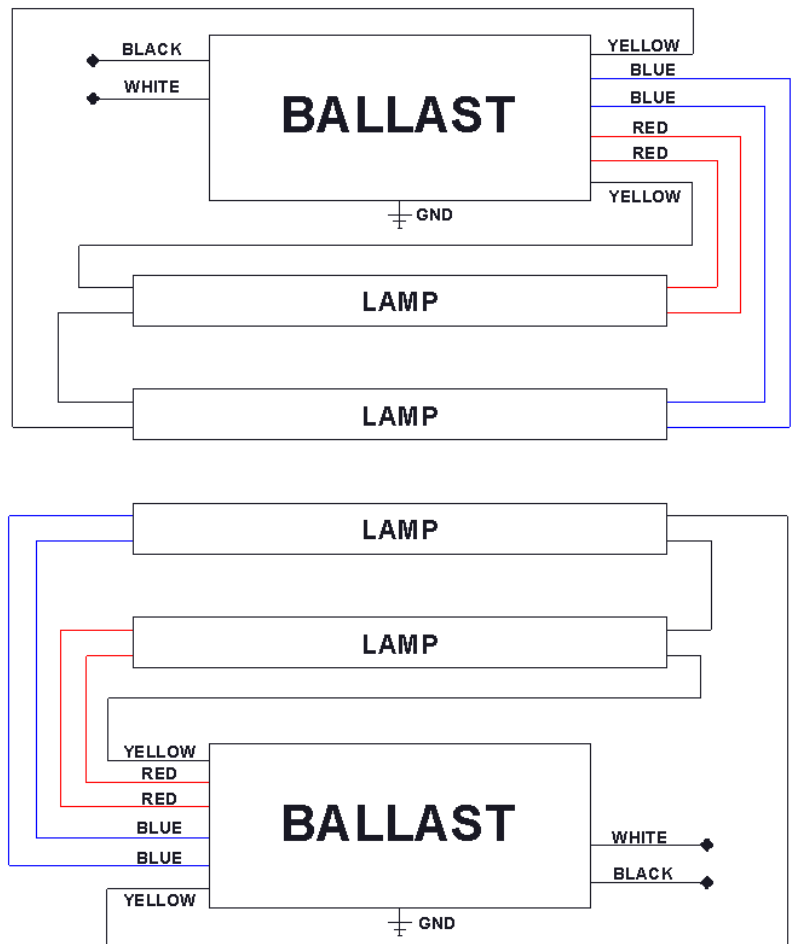 YELLOW
BLACK
BLUE
WHITE
BLUE
BALLAST
RED
RED
YELLOW
GND
LAMP
LAMP
LAMP
LAMP
YELLOW
RED
RED
BALLAST
BLUE
WHITE
BLUE
BLACK
YELLOW
GND